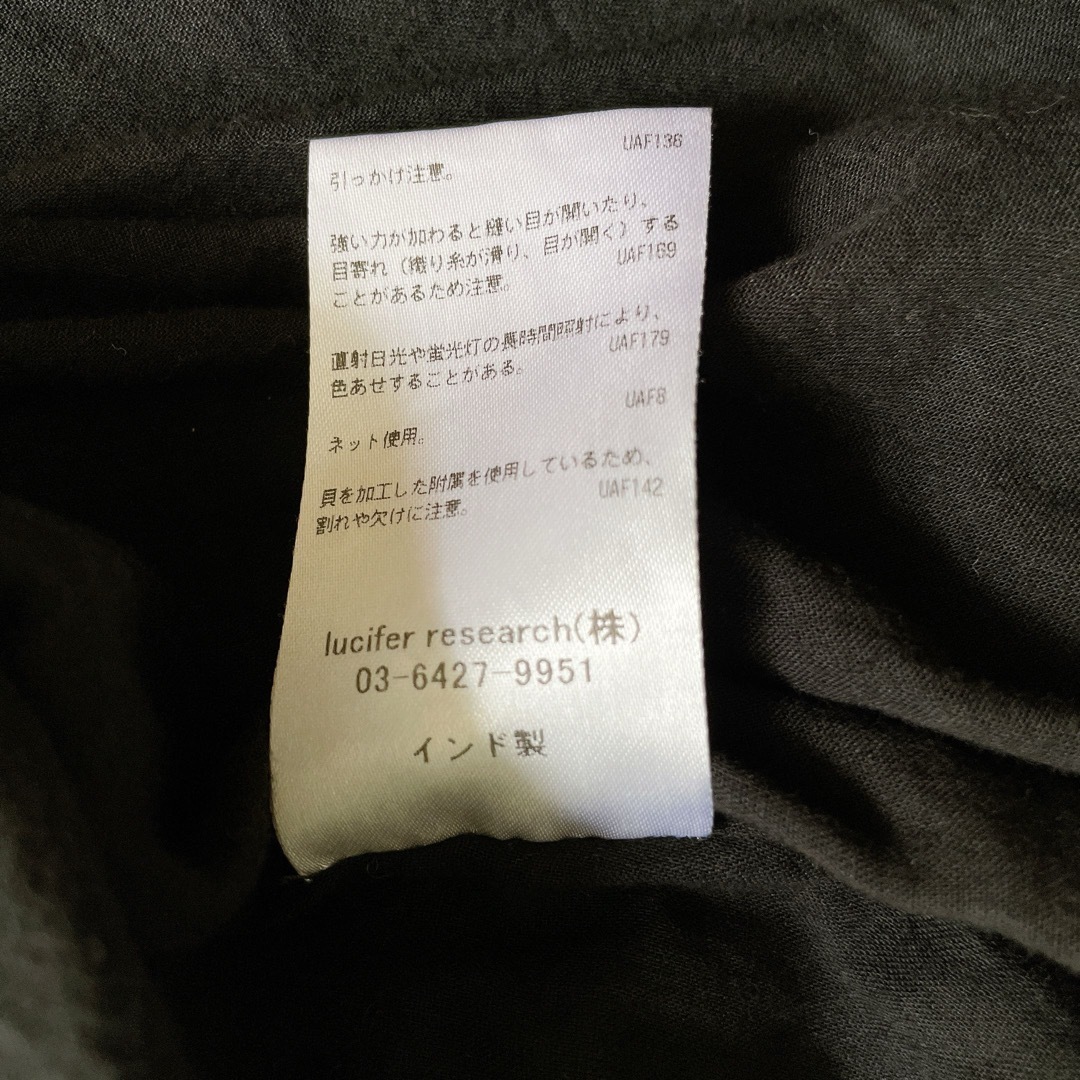 UAF136
引っかけ注意。
強い力が加わると縫い目が開いたり、
目寄れ（織り糸が滑り、目が開く）する
UAF169
ことがあるため注意。
直射日光や蛍光灯の長時間照射により、
UAF179
色あせすることがある。
UAF8
ネット使用。
貝を加工した附属を使用しているため、
UAF142
割れや欠けに注意。
lucifer research(株)
03-6427-9951
インド製